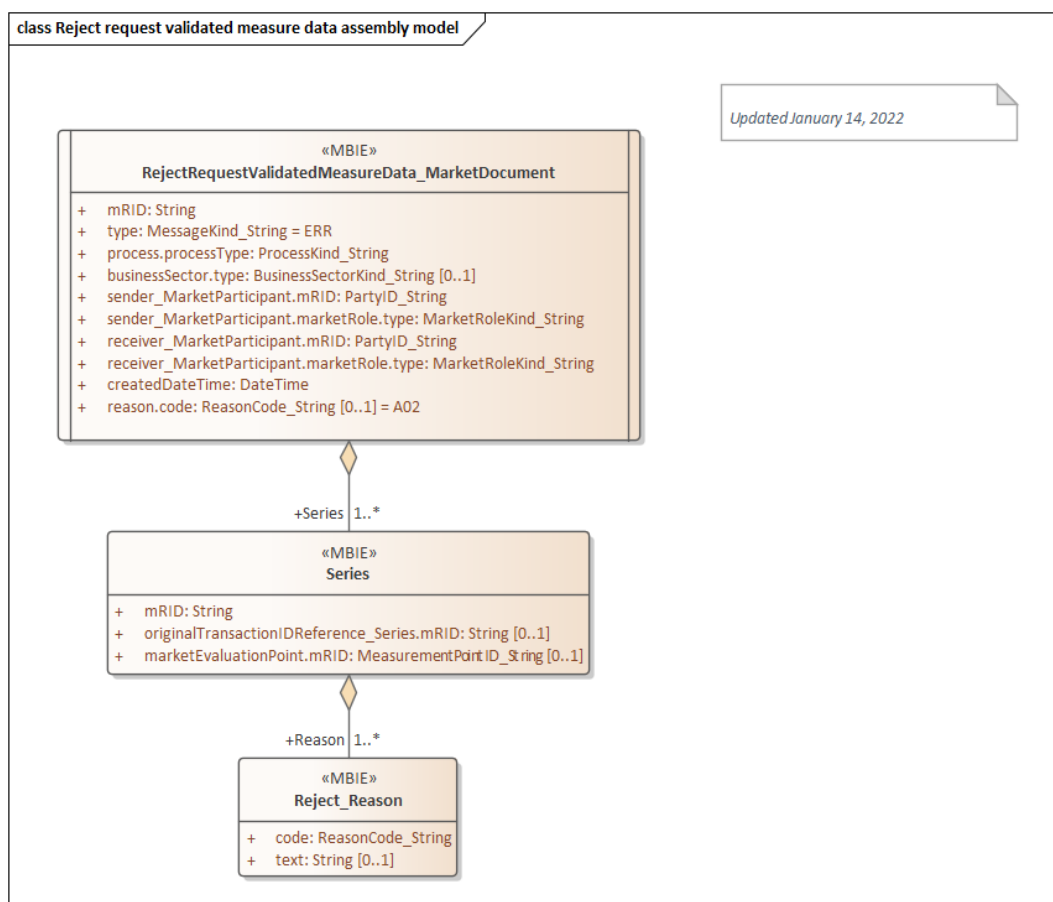 class Reject request validated measure data assembly model
Updated January 14, 2022
«MBIE»
RejectRequestValidatedMeasureData_MarketDocument
+ mRID: String
+ type: MessageKind_String = ERR
+ process.processType: ProcessKind_String
+ businessSector.type: BusinessSectorKind_String [0..1]
+ sender_MarketParticipant.mRID: PartyID_String
+ sender_MarketParticipant.marketRole.type: MarketRoleKind_String
+ receiver_MarketParticipant.mRID: PartyID_String
+ receiver_MarketParticipant.marketRole.type: MarketRoleKind_String
+ createdDateTime: DateTime
+ reason.code: ReasonCode_String [0..1] = A02
+Series 1..*
«MBIE»
Series
+ mRID: String
+ originalTransactionIDReference_Series.mRID: String [0..1]
+ marketEvaluationPoint.mRID: MeasurementPointID_String [0..1]
+Reason 1..*
«MBIE»
Reject_Reason
+ code: ReasonCode_String
+ text: String [0..1]